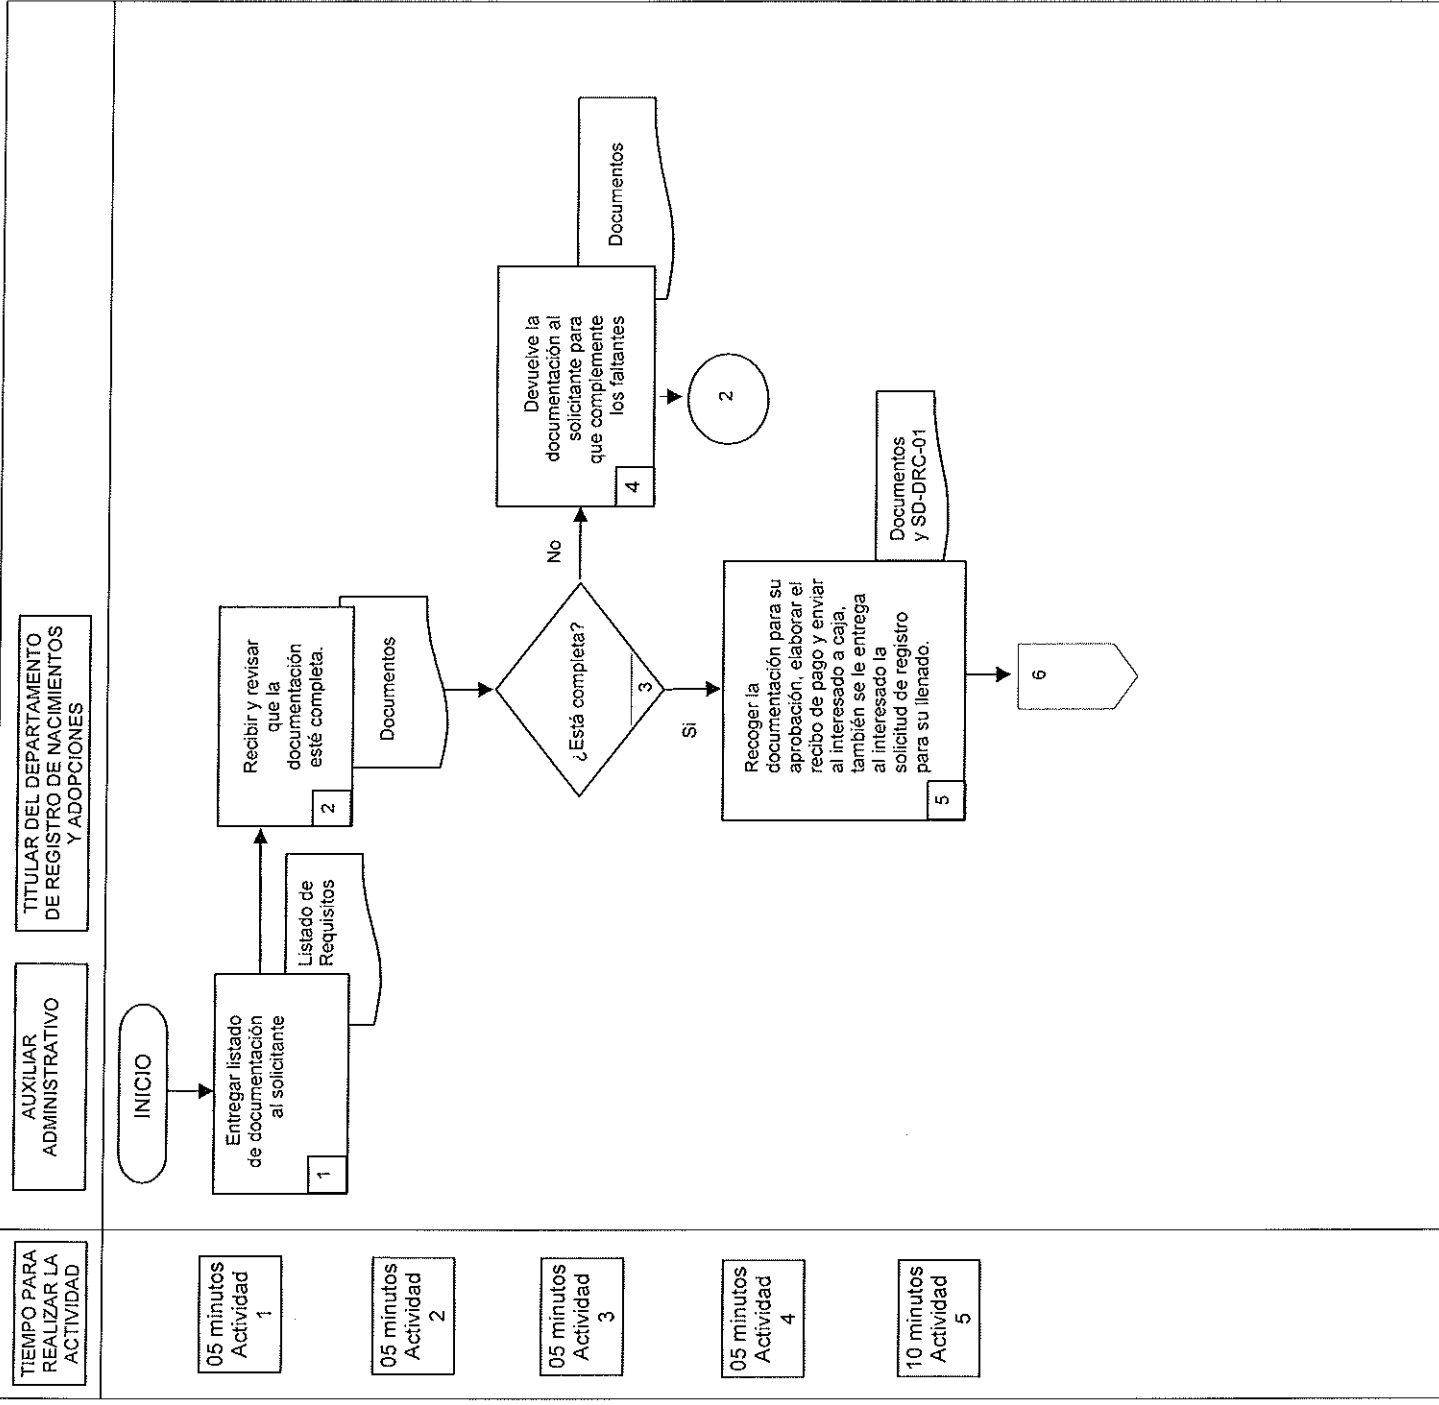 TIEMPO PARA
REALIZAR LA
ACTIVIDAD
AUXILIAR
ADMINISTRATIVO
TITULAR DEL DEPARTAMENTO
DE REGISTRO DE NACIMIENTOS
Y ADOPCIONES
05 minutos
Actividad
1
INICIO
Entregar listado
de documentación
al solicitante
1
Listado de
Requisitos
05 minutos
Actividad
2
Recibir y revisar
que la
documentación
esté completa.
2
Documentos
05 minutos
Actividad
3
¿Está completa?
3
No
Si
Devuelve la
documentación al
solicitante para
que complemente
los faltantes
4
Documentos
2
05 minutos
Actividad
4
10 minutos
Actividad
5
Recoger la
documentación para su
aprobación, elaborar el
recibo de pago y enviar
al interesado a caja,
también se le entrega
al interesado la
solicitud de registro
para su llenado.
5
Documentos
y SD-DRC-01
6